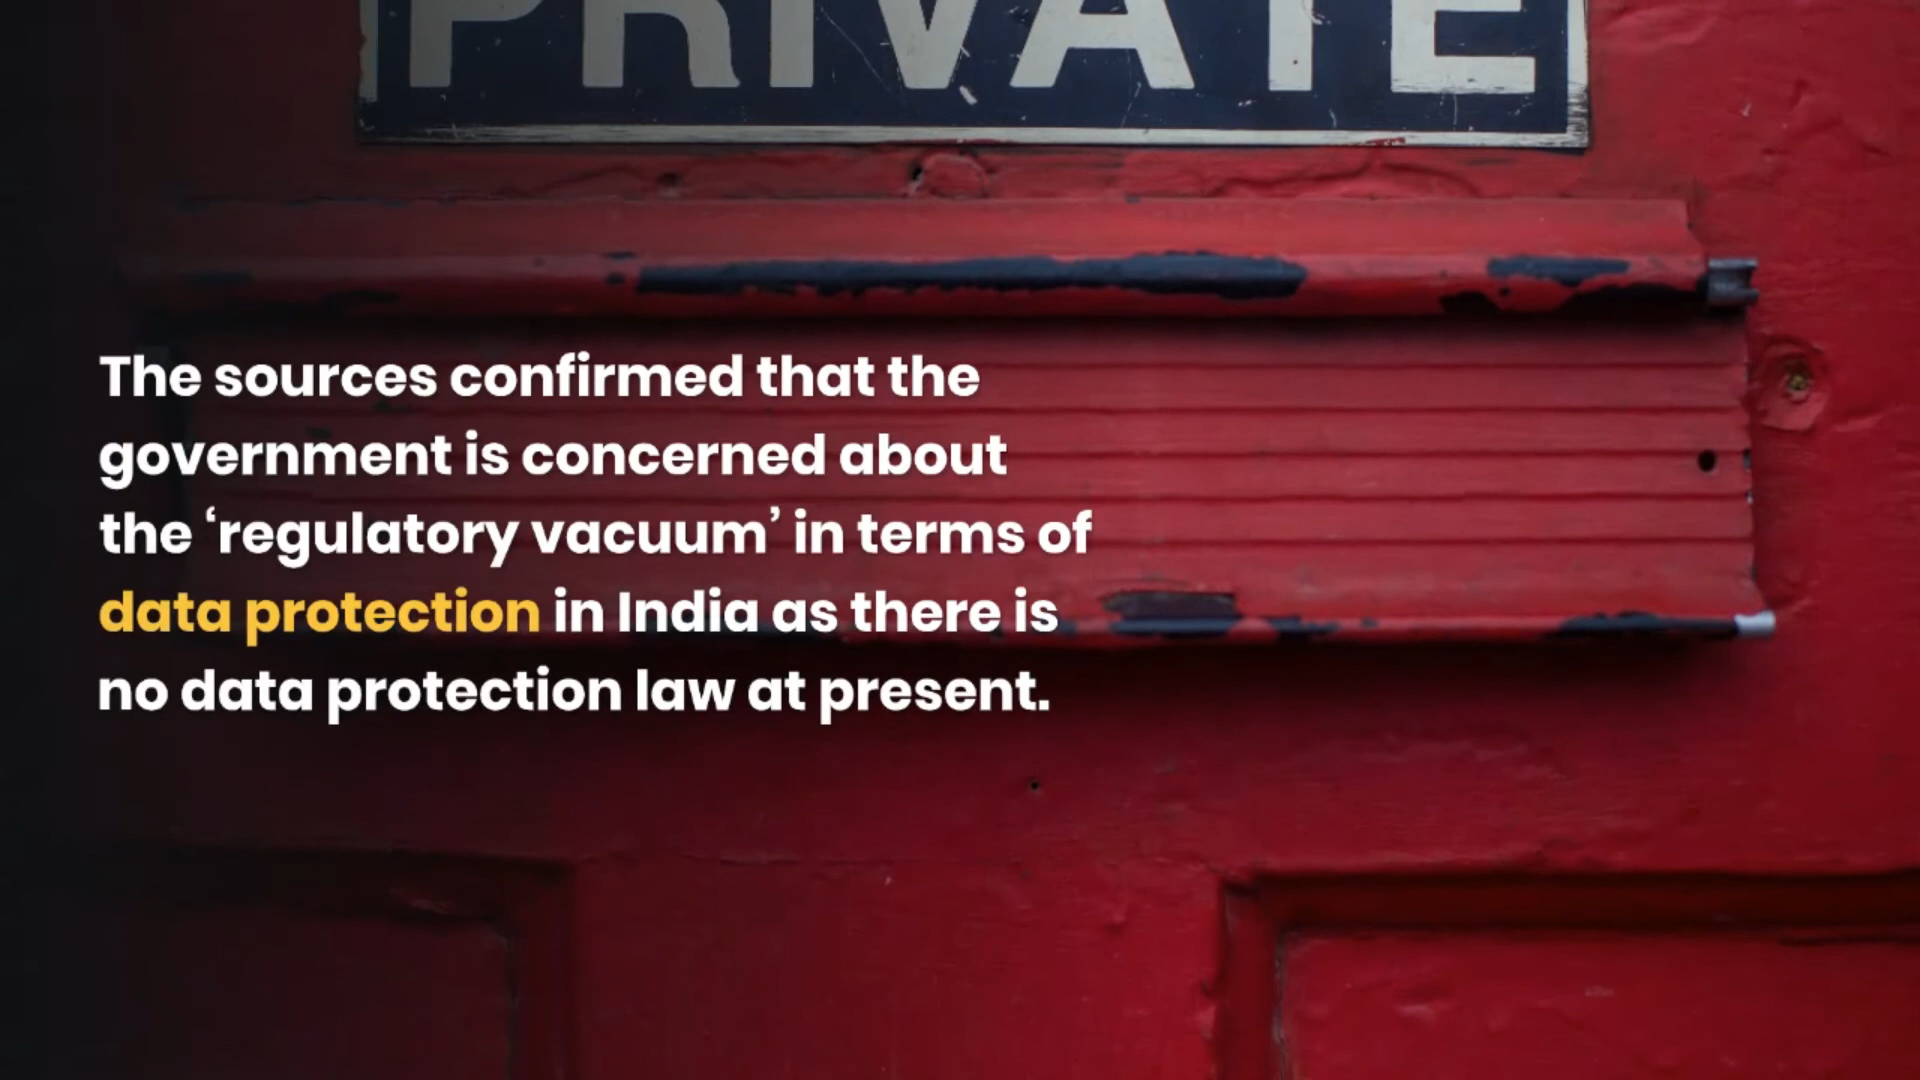 PRIVATE
The sources confirmed that the
government is concerned about
the ‘regulatory vacuum’ in terms of
data protection in India as there is
no data protection law at present.